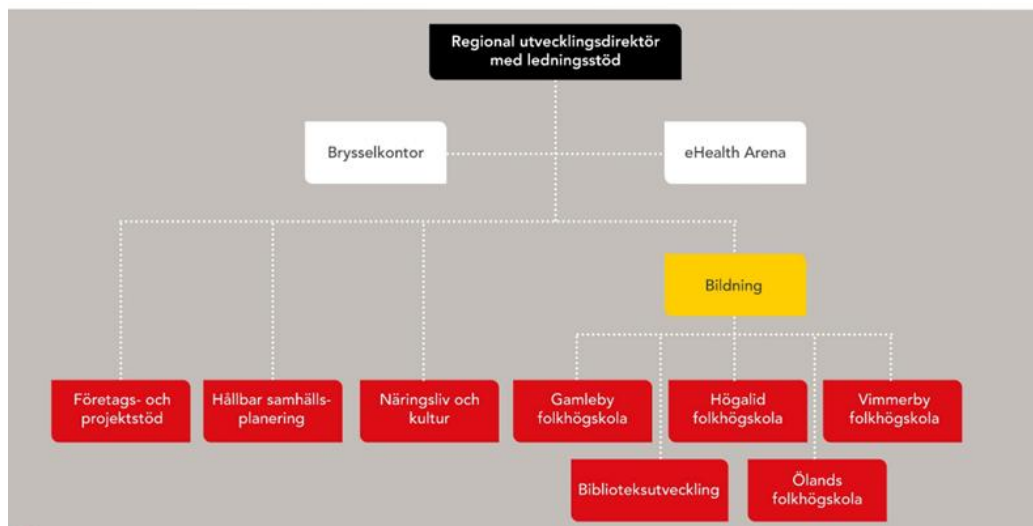 Regional utvecklingsdirektör
med ledningsstöd
Brysselkontor
eHealth Arena
Bildning
Företags- och
projektstöd
Hållbar samhälls-
planering
Näringsliv och
kultur
Gamleby
folkhögskola
Högalid
folkhögskola
Vimmerby
folkhögskola
Biblioteksutveckling
Ölands
folkhögskola